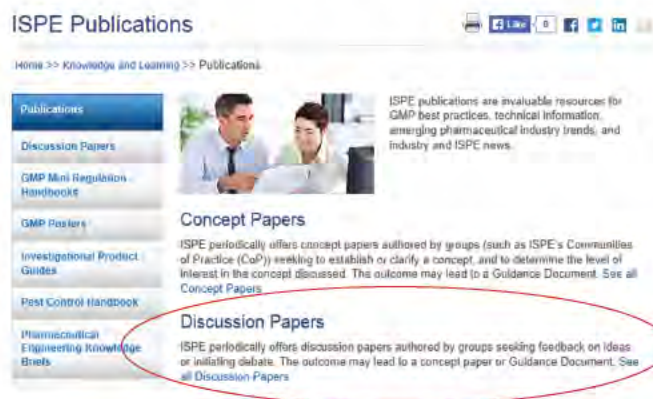 ISPE Publications
Like 0
Home >> Knowledge and Learning >> Publications
Publications
Discussion Papers
GMP Mini Regulation
Handbooks
GMP Posters
Investigational Product
Guides
Pest Control Handbook
Pharmaceutical
Engineering Knowledge
Briefs
ISPE publications are invaluable resources for
GMP best practices, technical information,
emerging pharmaceutical industry trends, and
industry and ISPE news.
Concept Papers
ISPE periodically offers concept papers authored by groups (such as ISPE's Communities
of Practice (CoP)) seeking to establish or clarify a concept, and to determine the level of
interest in the concept discussed. The outcome may lead to a Guidance Document. See all
Concept Papers
Discussion Papers
ISPE periodically offers discussion papers authored by groups seeking feedback on ideas
or initiating debate. The outcome may lead to a concept paper or Guidance Document. See
all Discussion Papers